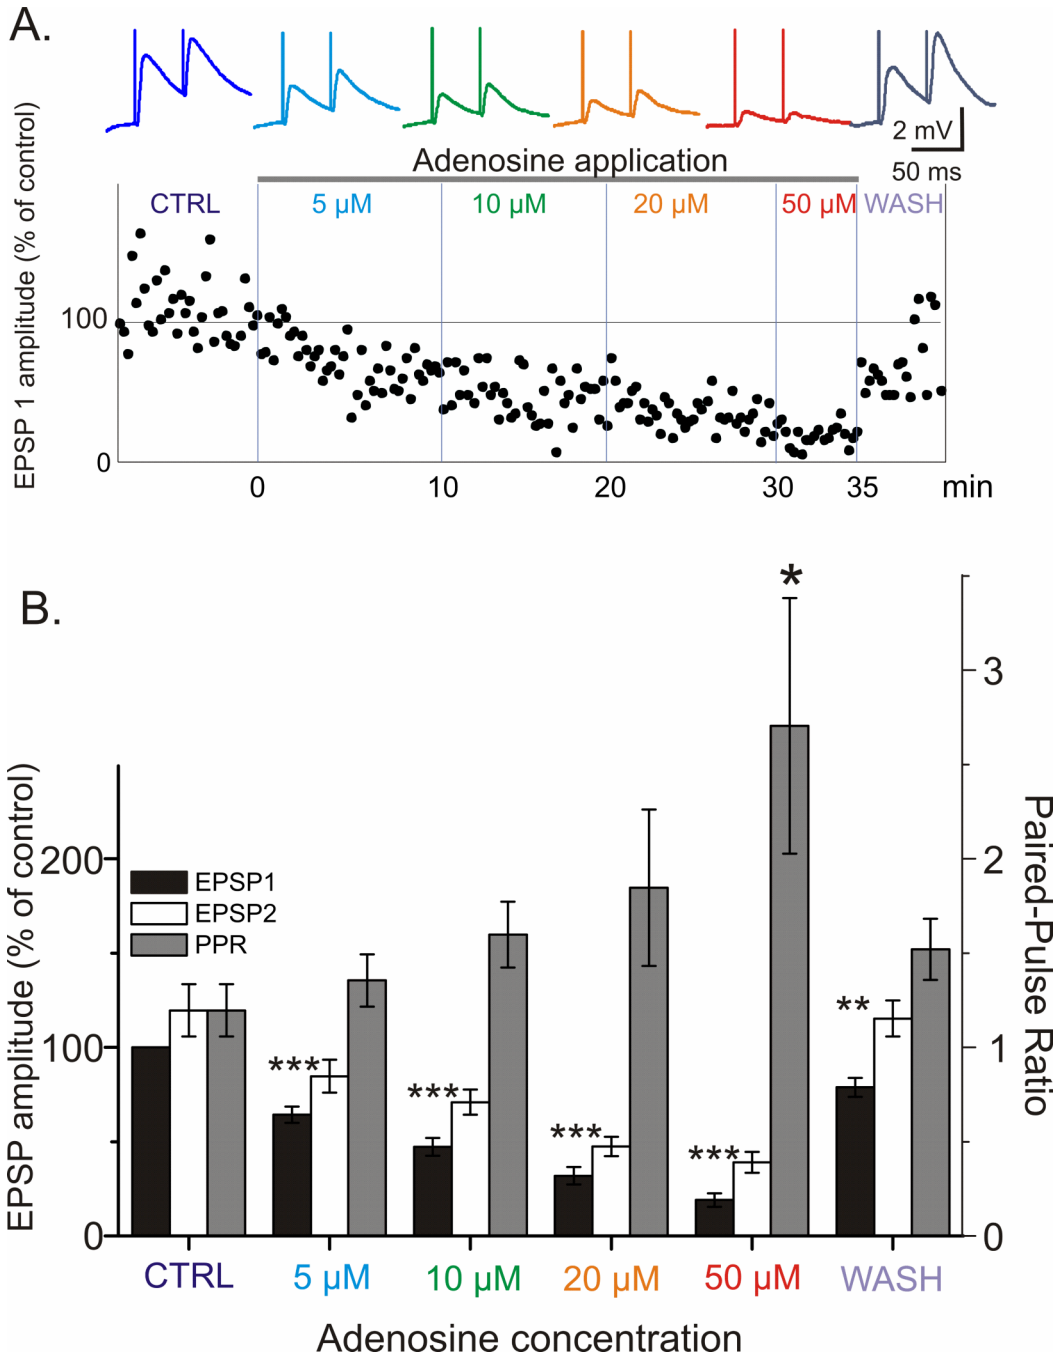 A.
2 mV
50 ms
Adenosine application
CTRL 5 µM 10 µM 20 µM 50 µM WASH
EPSP 1 amplitude (% of control)
100
0
0 10 20 30 35 min
B.
*
3
EPSP amplitude (% of control)
Paired-Pulse Ratio
200 2
EPSP1
EPSP2
PPR
**
100 1
*** *** *** ***
0 0
CTRL 5 µM 10 µM 20 µM 50 µM WASH
Adenosine concentration